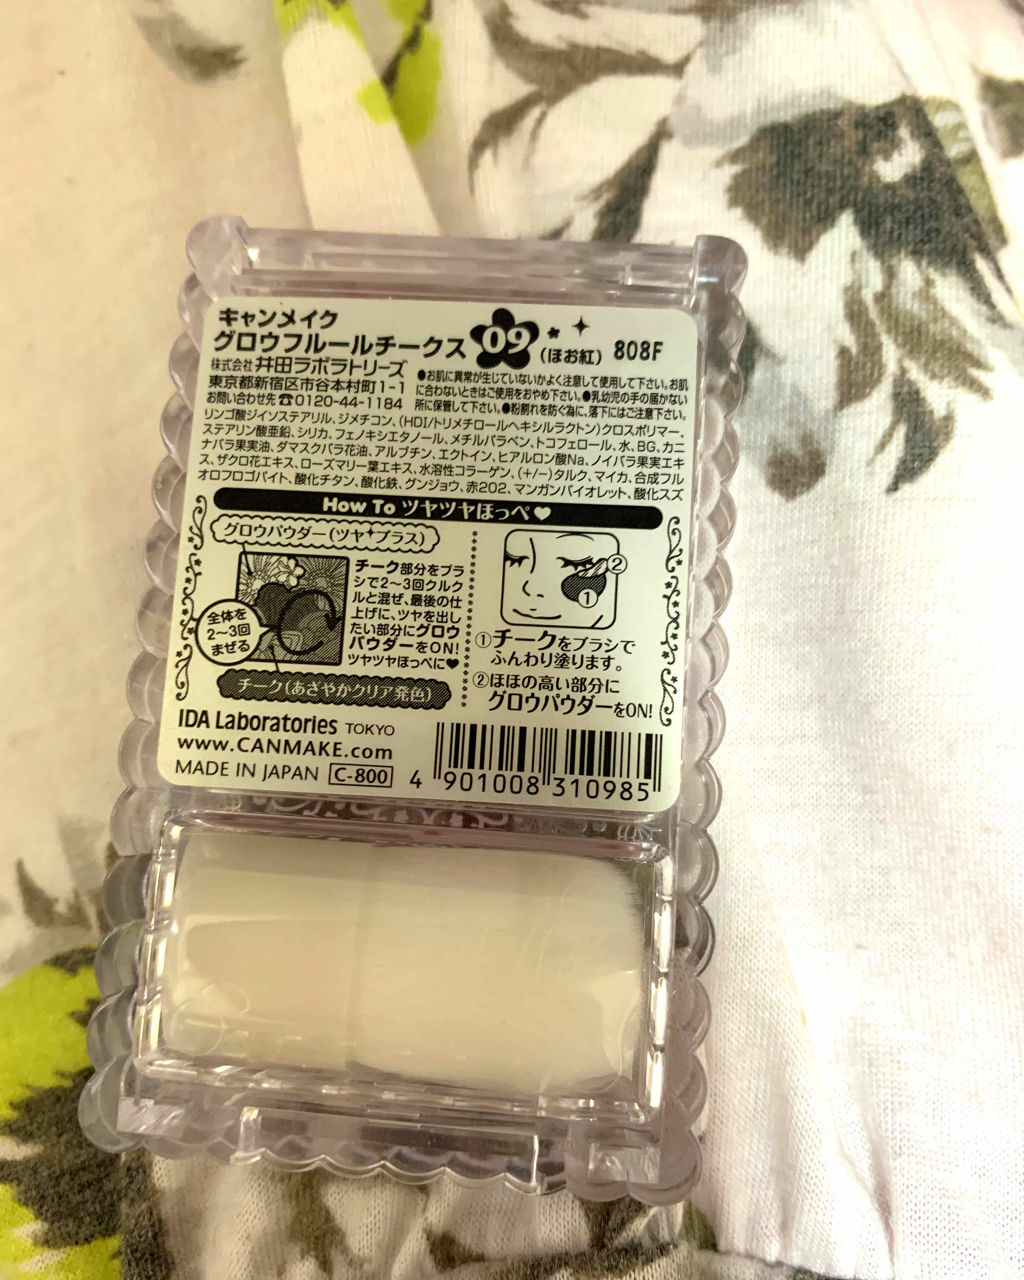 キャンメイク
グロウフルールチークス 09 (ほお紅) 808F
株式会社 井田ラボラトリーズ
東京都新宿区市谷本村町1-1
お問い合わせ先☎0120-44-1184
●お肌に異常が生じていないかよく注意して使用して下さい。お肌
に合わないときはご使用をおやめ下さい。●乳幼児の手の届かない
所に保管して下さい。●粉割れを防ぐ為に、落下にはご注意下さい。
リンゴ酸ジイソステアリル、ジメチコン、(HDI/トリメチロールヘキシルラクトン)クロスポリマー、
ステアリン酸亜鉛、シリカ、フェノキシエタノール、メチルパラベン、トコフェロール、水、BG、カニ
ナバラ果実油、ダマスクバラ花油、アルブチン、エクトイン、ヒアルロン酸Na、ノイバラ果実エキ
ス、ザクロ花エキス、ローズマリー葉エキス、水溶性コラーゲン、(+/-)タルク、マイカ、合成フル
オロフロゴパイト、酸化チタン、酸化鉄、グンジョウ、赤202、マンガンバイオレット、酸化スズ
How To ツヤツヤほっぺ♥
グロウパウダー(ツヤ✦プラス)
全体を
2〜3回
まぜる
チーク部分をブラ
シで2〜3回クルク
ルと混ぜ、最後の仕
上げに、ツヤを出し
たい部分にグロウ
パウダーをON!
ツヤツヤほっぺに♥
チーク(あざやかクリア発色)
②
①
①チークをブラシで
ふんわり塗ります。
②ほほの高い部分に
グロウパウダーをON!
IDA Laboratories TOKYO
www.CANMAKE.com
MADE IN JAPAN C-800
4 901008 310985